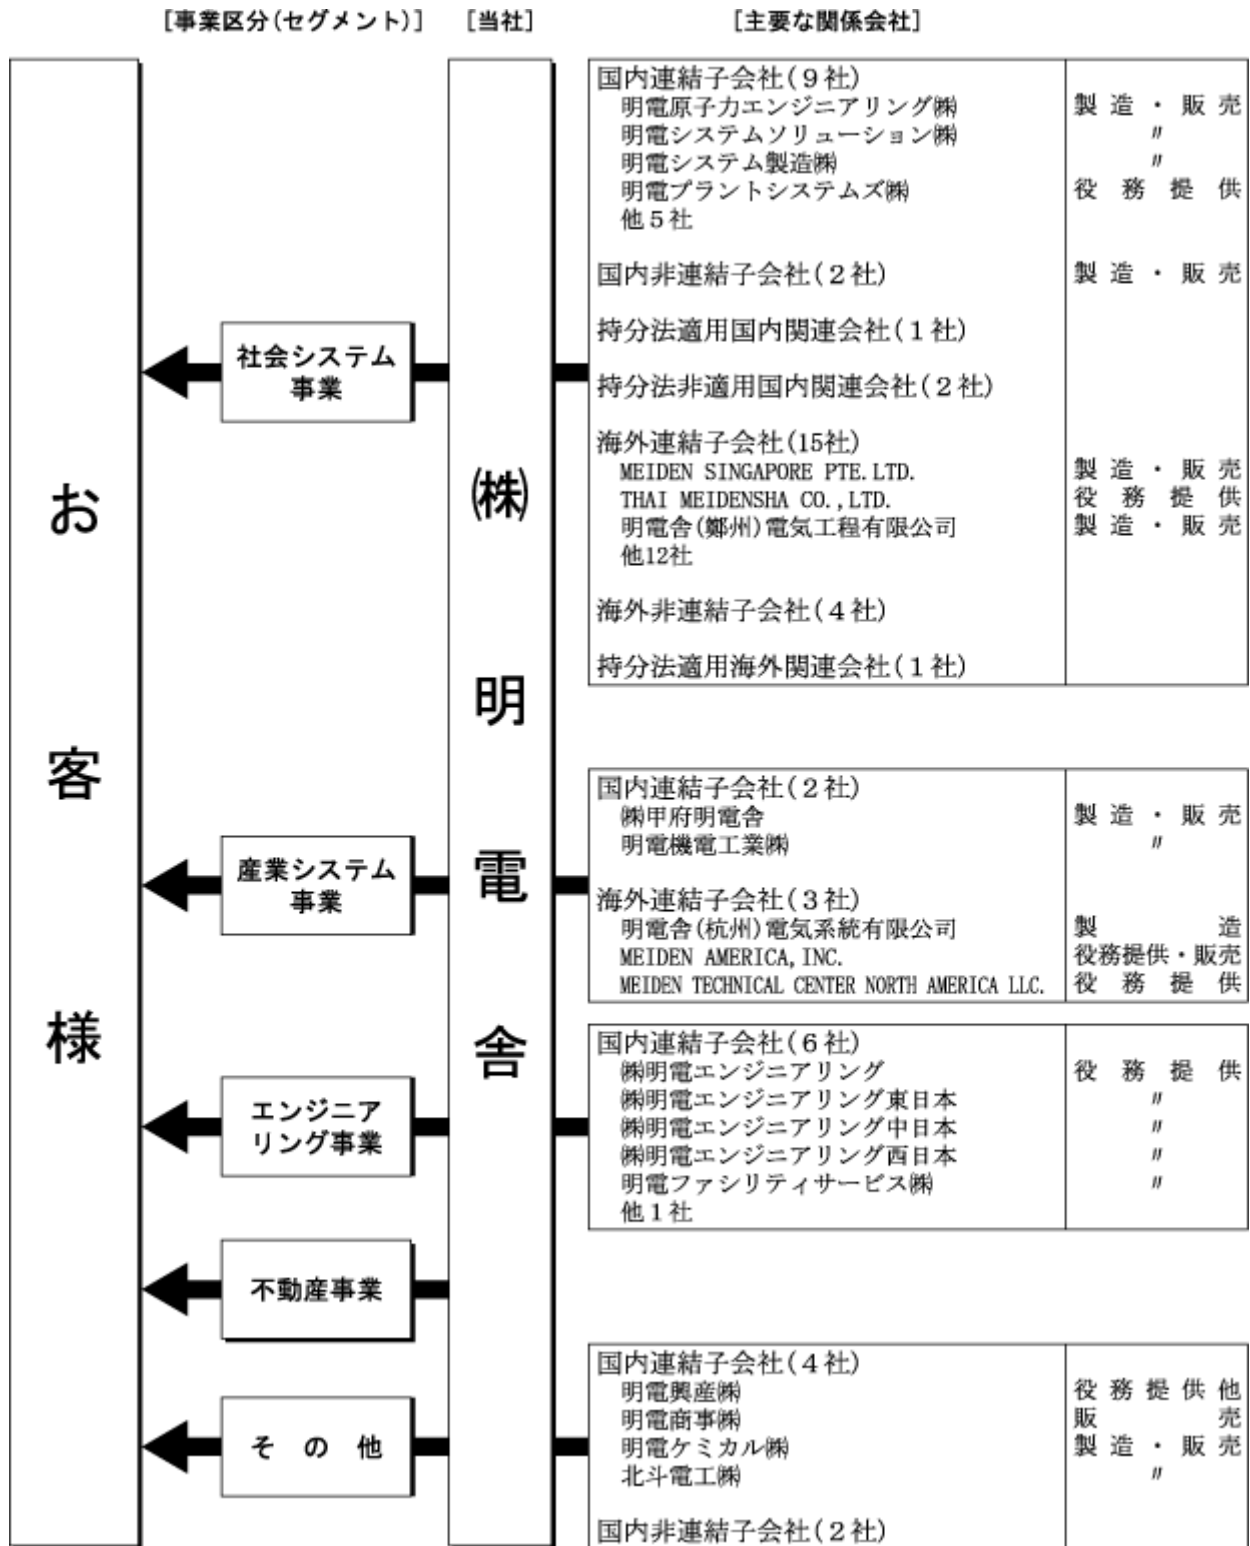 [事業区分(セグメント)] [当社] [主要な関係会社]
お客様
㈱明電舎
社会システム
事業
国内連結子会社(９社)
明電原子力エンジニアリング㈱ 製造・販売
明電システムソリューション㈱ 〃
明電システム製造㈱ 〃
明電プラントシステムズ㈱ 役務提供
他５社
国内非連結子会社(２社) 製造・販売
持分法適用国内関連会社(１社)
持分法非適用国内関連会社(２社)
海外連結子会社(15社)
MEIDEN SINGAPORE PTE.LTD. 製造・販売
THAI MEIDENSHA CO.,LTD. 役務提供
明電舎(鄭州)電気工程有限公司 製造・販売
他12社
海外非連結子会社(４社)
持分法適用海外関連会社(１社)
産業システム
事業
国内連結子会社(２社)
㈱甲府明電舎 製造・販売
明電機電工業㈱ 〃
海外連結子会社(３社)
明電舎(杭州)電気系統有限公司 製造
MEIDEN AMERICA,INC. 役務提供・販売
MEIDEN TECHNICAL CENTER NORTH AMERICA LLC. 役務提供
エンジニア
リング事業
国内連結子会社(６社)
㈱明電エンジニアリング 役務提供
㈱明電エンジニアリング東日本 〃
㈱明電エンジニアリング中日本 〃
㈱明電エンジニアリング西日本 〃
明電ファシリティサービス㈱ 〃
他１社
不動産事業
その他
国内連結子会社(４社)
明電興産㈱ 役務提供他
明電商事㈱ 販売
明電ケミカル㈱ 製造・販売
北斗電工㈱ 〃
国内非連結子会社(２社)